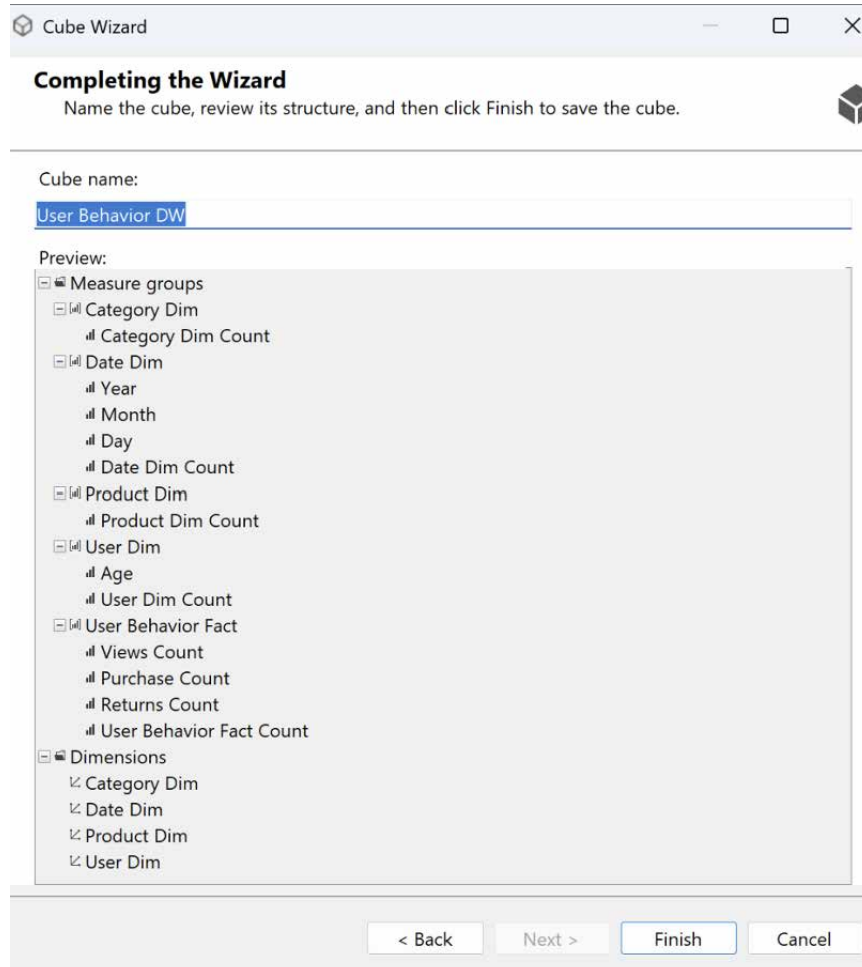 Cube Wizard
Completing the Wizard
Name the cube, review its structure, and then click Finish to save the cube.
Cube name:
User Behavior DW
Preview:
Measure groups
Category Dim
Category Dim Count
Date Dim
Year
Month
Day
Date Dim Count
Product Dim
Product Dim Count
User Dim
Age
User Dim Count
User Behavior Fact
Views Count
Purchase Count
Returns Count
User Behavior Fact Count
Dimensions
Category Dim
Date Dim
Product Dim
User Dim
< Back Next > Finish Cancel